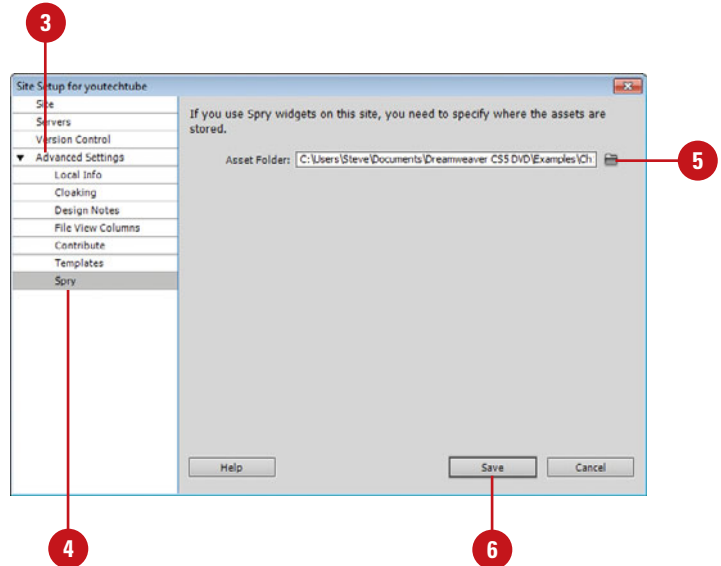 3
Site Setup for youtechtube
Site
Servers
Version Control
Advanced Settings
Local Info
Cloaking
Design Notes
File View Columns
Contribute
Templates
Spry
If you use Spry widgets on this site, you need to specify where the assets are
stored.
Asset Folder: C:\Users\Steve\Documents\Dreamweaver CS5 DVD\Examples\Ch
5
Help
Save
Cancel
4
6